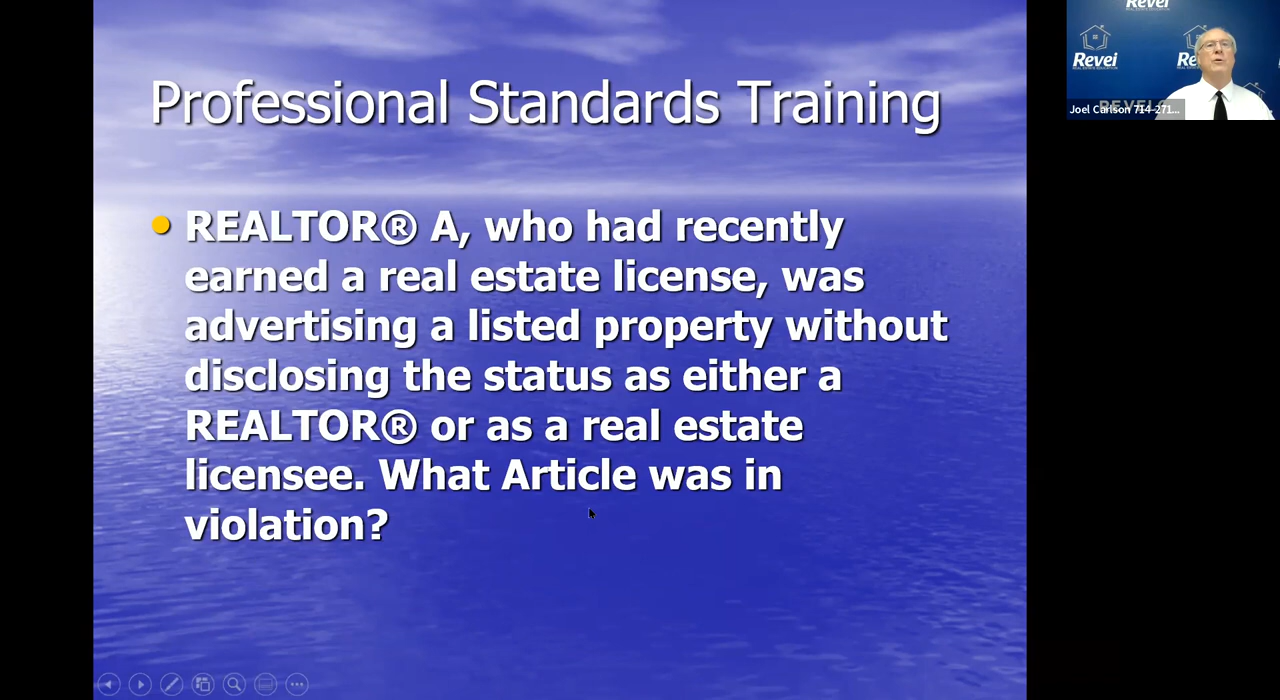 Professional Standards Training
REALTOR® A, who had recently
earned a real estate license, was
advertising a listed property without
disclosing the status as either a
REALTOR® or as a real estate
licensee. What Article was in
violation?
Revei
Revei
Joel Carlson 714-271...